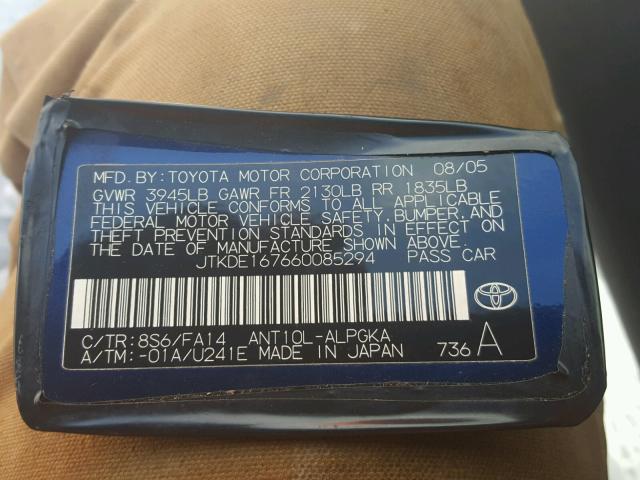 MFD. BY: TOYOTA MOTOR CORPORATION 08/05
GVWR 3945LB GAWR FR 2130LB RR 1835LB
THIS VEHICLE CONFORMS TO ALL APPLICABLE
FEDERAL MOTOR VEHICLE SAFETY, BUMPER, AND
THEFT PREVENTION STANDARDS IN EFFECT ON
THE DATE OF MANUFACTURE SHOWN ABOVE.
JTKDE167660085294 PASS CAR
C/TR: 8S6/FA14 ANT10L-ALPGKA
A/TM: -01A/U241E MADE IN JAPAN 736 A